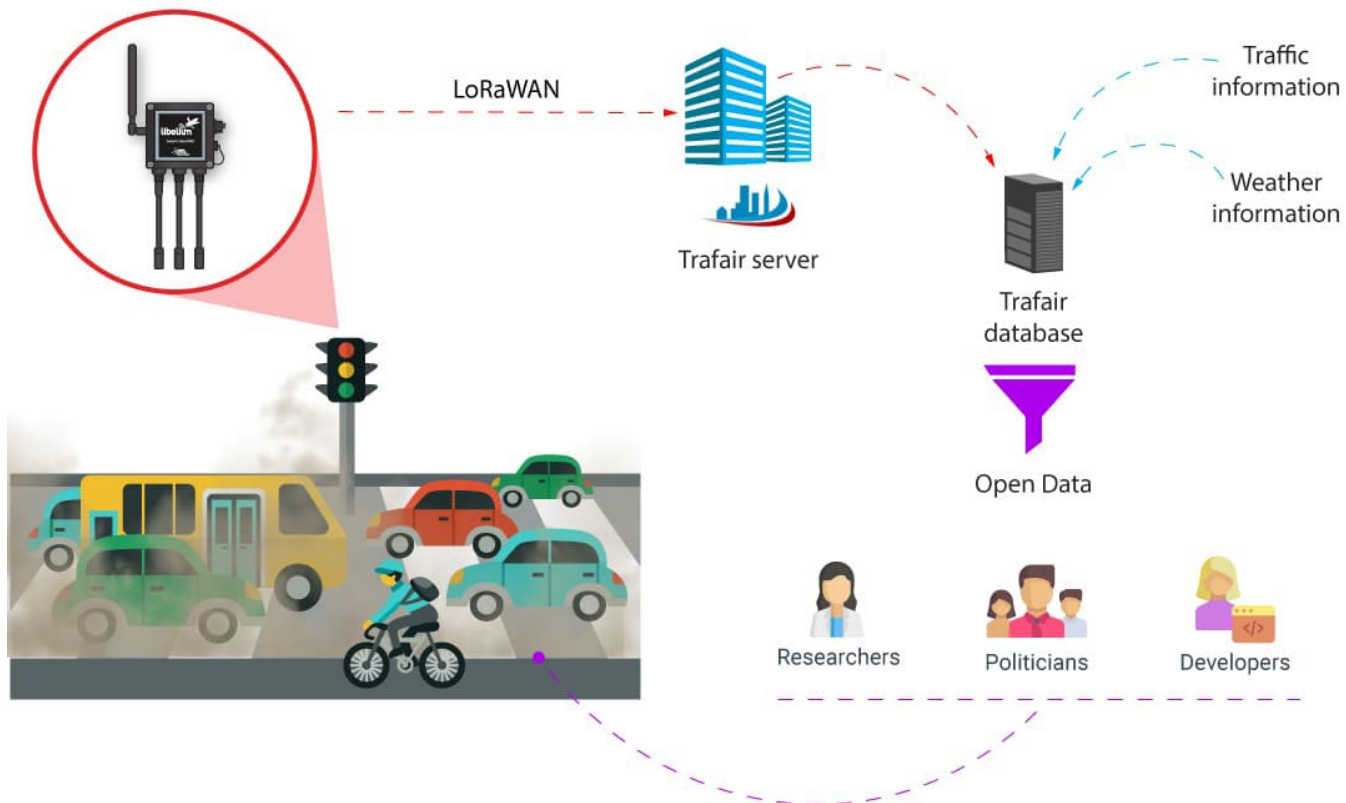 LoRaWAN
Traffic
information
Weather
information
libelium
Trafair server
Trafair
database
Open Data
</>
Researchers
Politicians
Developers